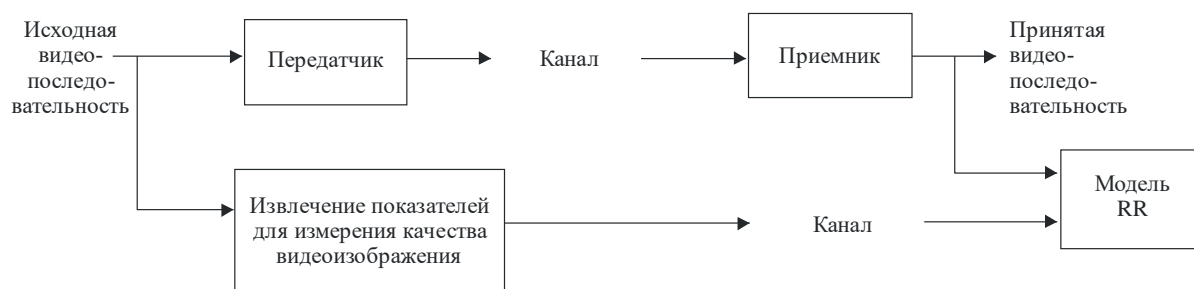 Исходная
видео-
последо-
вательность
Передатчик
Канал
Приемник
Принятая
видео-
последо-
вательность
Извлечение показателей
для измерения качества
видеоизображения
Канал
Модель
RR